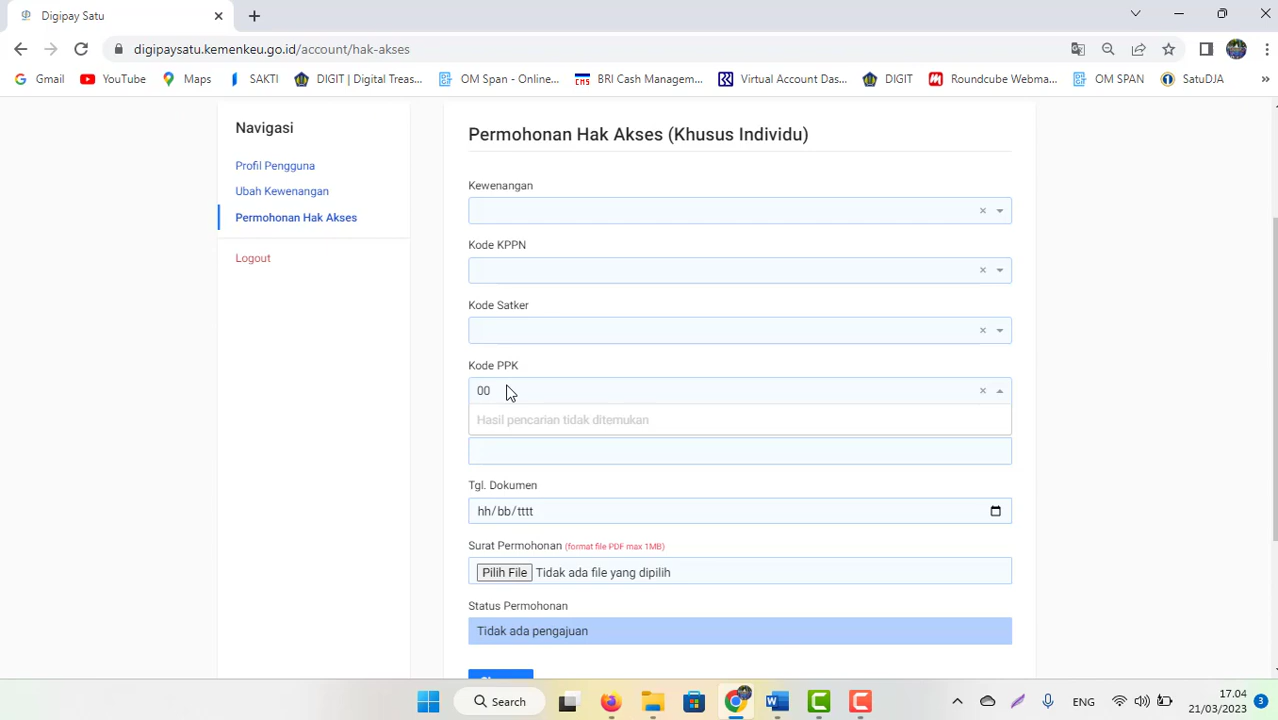 Digipay Satu
digipaysatu.kemenkeu.go.id/account/hak-akses
Gmail YouTube Maps SAKTI DIGIT | Digital Treas... OM Span - Online... BRI Cash Managem... Virtual Account Das... DIGIT Roundcube Webma... OM SPAN SatuDJA »
Navigasi
Profil Pengguna
Ubah Kewenangan
Permohonan Hak Akses
Logout
Permohonan Hak Akses (Khusus Individu)
Kewenangan
Kode KPPN
Kode Satker
Kode PPK
00
Hasil pencarian tidak ditemukan
Tgl. Dokumen
hh/bb/tttt
Surat Permohonan (format file PDF max 1MB)
Pilih File Tidak ada file yang dipilih
Status Permohonan
Tidak ada pengajuan
Search
ENG
17.04
21/03/2023
3